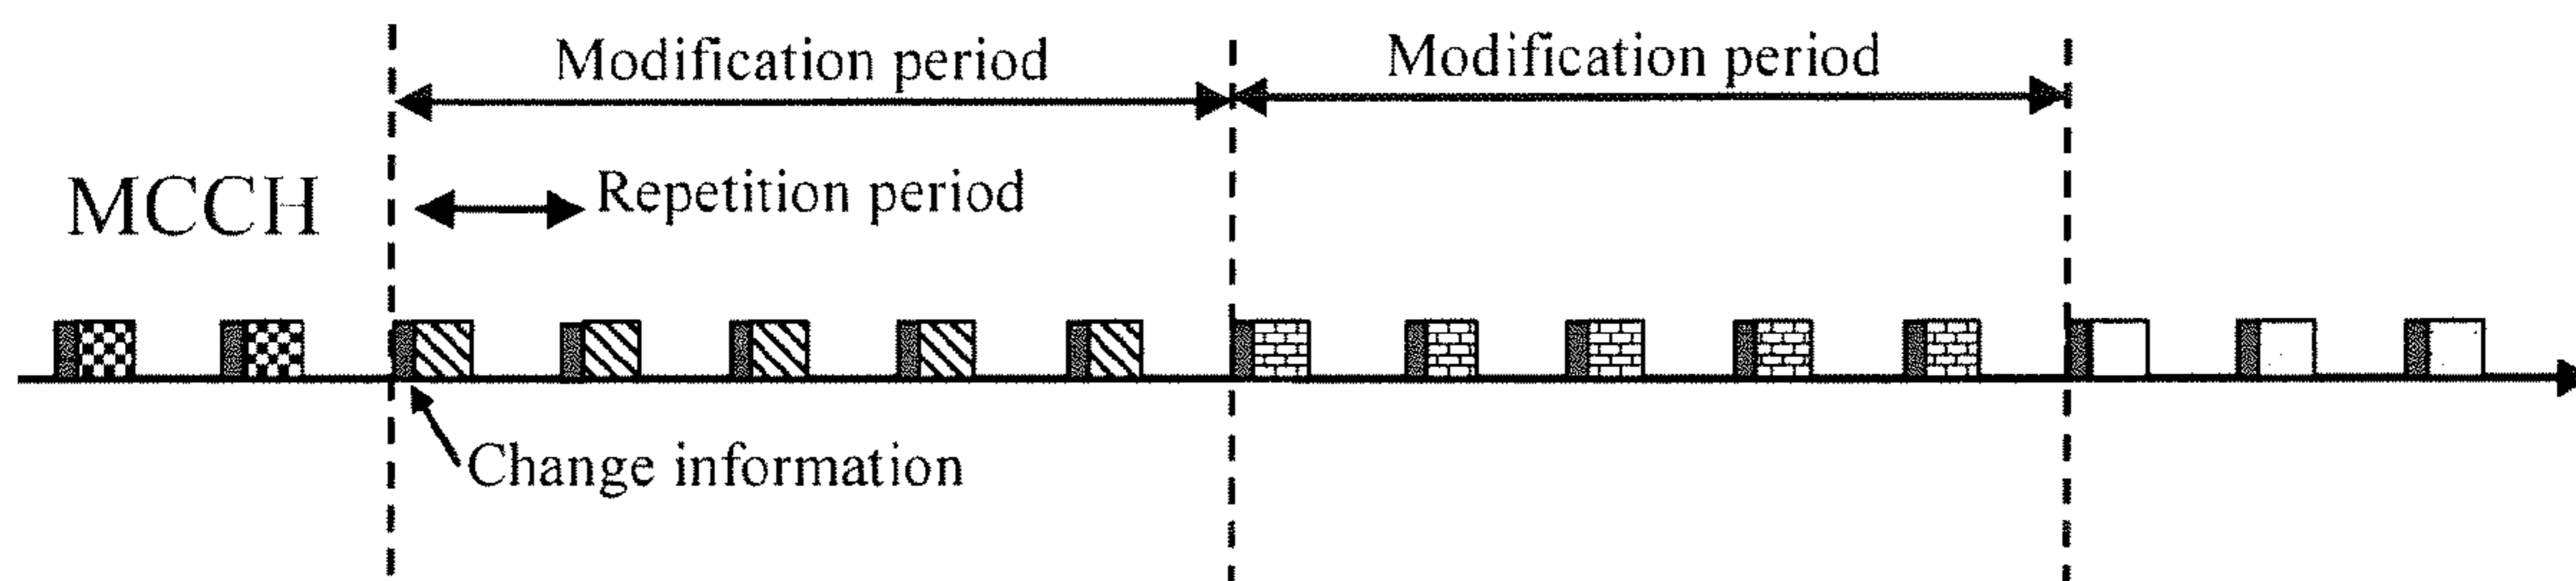 Modification period
Modification period
MCCH
Repetition period
Change information